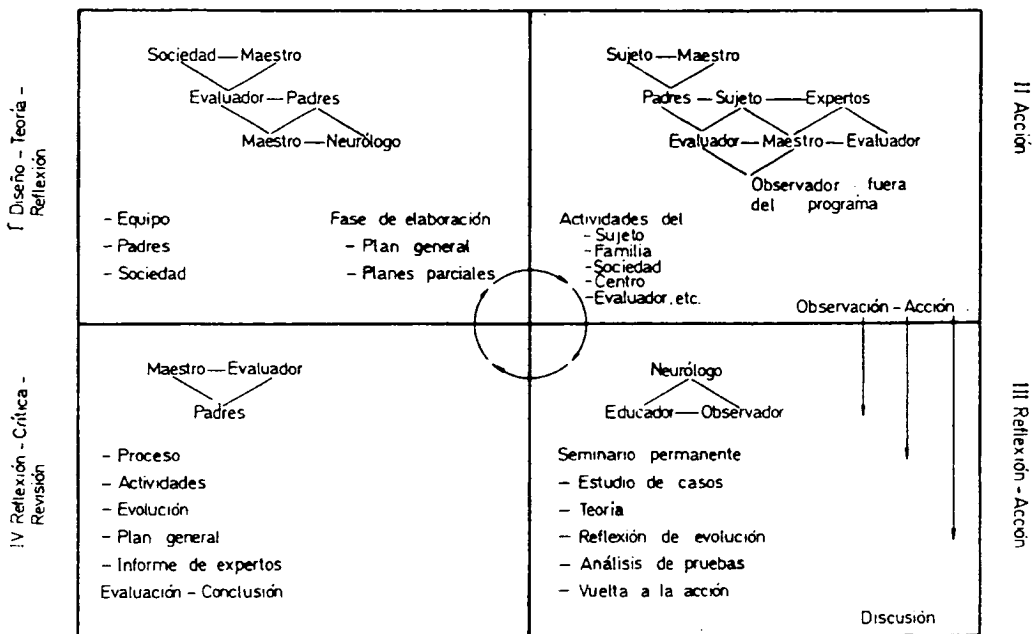 I Diseño - Teoría -
Reflexión
Sociedad — Maestro
Evaluador — Padres
Maestro — Neurólogo
- Equipo
- Padres
- Sociedad
Fase de elaboración
- Plan general
- Planes parciales
II Acción
Sujeto — Maestro
Padres — Sujeto — Expertos
Evaluador — Maestro — Evaluador
Observador fuera
del programa
Actividades del
- Sujeto
- Familia
- Sociedad
- Centro
- Evaluador, etc.
Observación - Acción
III Reflexión - Acción
Neurólogo
Educador — Observador
Seminario permanente
- Estudio de casos
- Teoría
- Reflexión de evolución
- Análisis de pruebas
- Vuelta a la acción
Discusión
IV Reflexión - Crítica -
Revisión
Maestro — Evaluador
Padres
- Proceso
- Actividades
- Evolución
- Plan general
- Informe de expertos
Evaluación - Conclusión